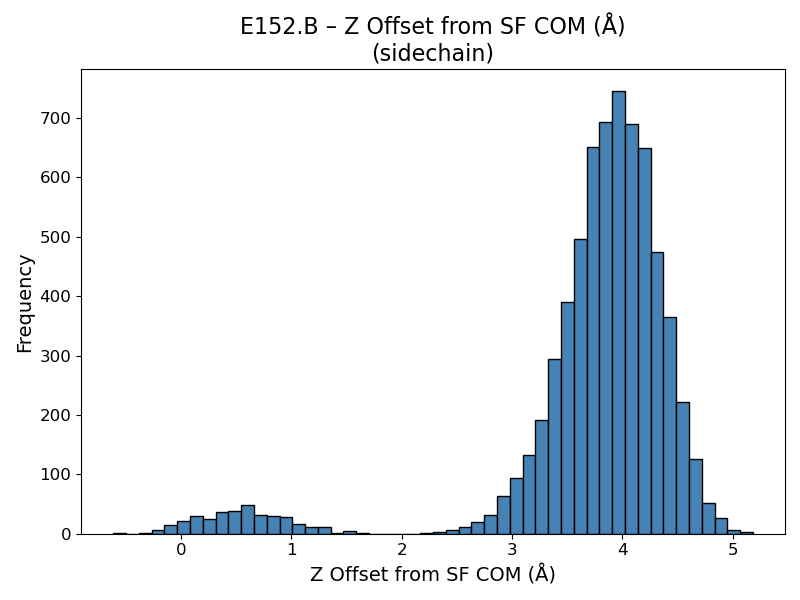 E152.B – Z Offset from SF COM (Å)
(sidechain)
700
600
500
400
300
200
100
0
Frequency
0 1 2 3 4 5
Z Offset from SF COM (Å)